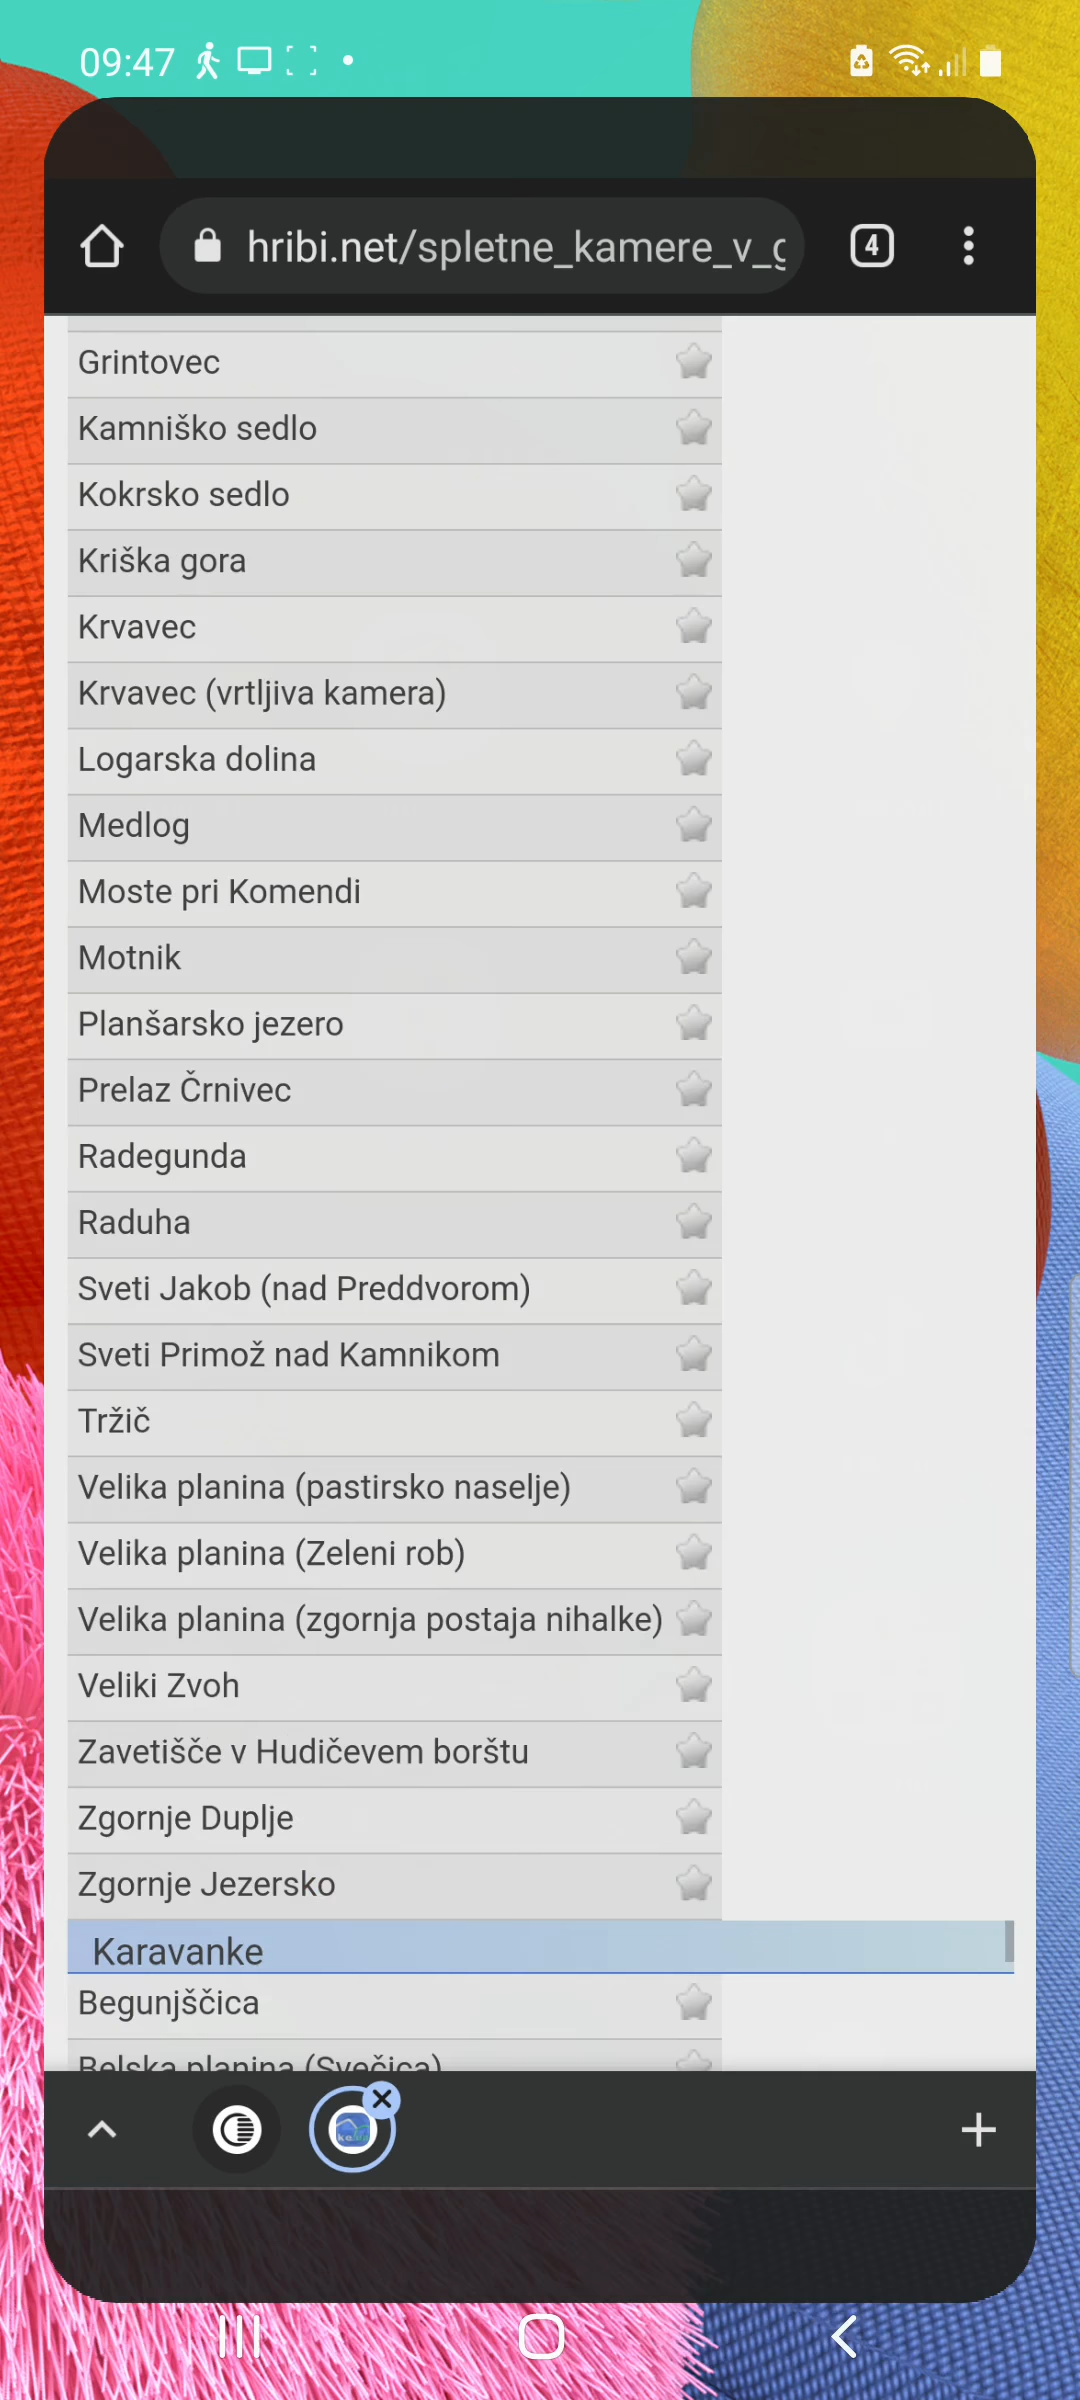 09:47
hribi.net/spletne_kamere_v_g
4
Grintovec
Kamniško sedlo
Kokrsko sedlo
Kriška gora
Krvavec
Krvavec (vrtljiva kamera)
Logarska dolina
Medlog
Moste pri Komendi
Motnik
Planšarsko jezero
Prelaz Črnivec
Radegunda
Raduha
Sveti Jakob (nad Preddvorom)
Sveti Primož nad Kamnikom
Tržič
Velika planina (pastirsko naselje)
Velika planina (Zeleni rob)
Velika planina (zgornja postaja nihalke)
Veliki Zvoh
Zavetišče v Hudičevem borštu
Zgornje Duplje
Zgornje Jezersko
Karavanke
Begunjščica
Belska planina (Svečica)